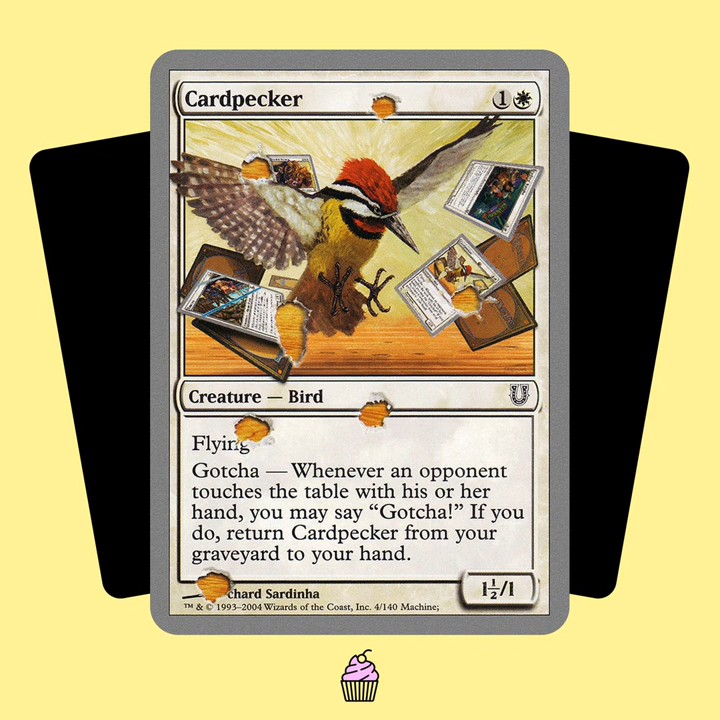 Cardpecker 1
Creature — Bird
Flying
Gotcha — Whenever an opponent
touches the table with his or her
hand, you may say “Gotcha!” If you
do, return Cardpecker from your
graveyard to your hand.
chard Sardinha
1½/1
™ & © 1993–2004 Wizards of the Coast, Inc. 4/140 Machine;